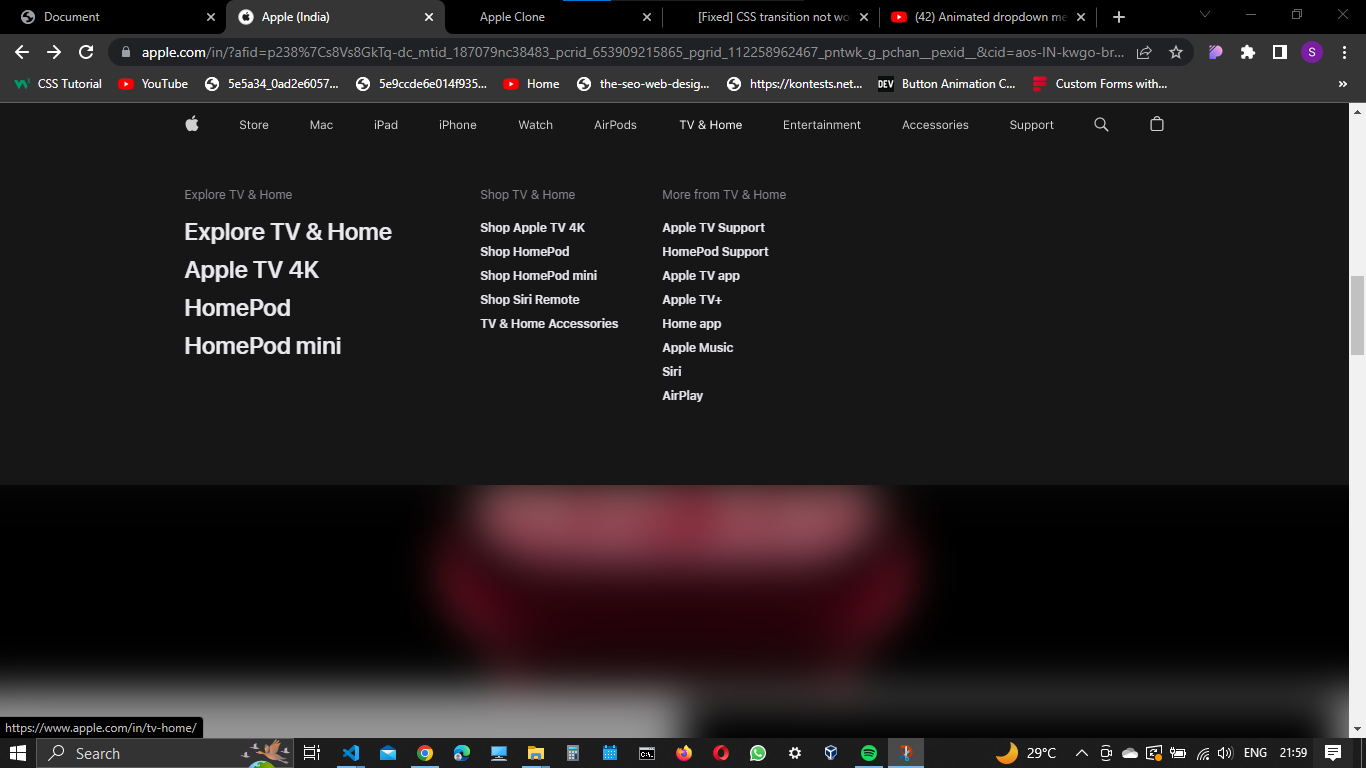 Document
Apple (India)
Apple Clone
[Fixed] CSS transition not wo
(42) Animated dropdown me
apple.com/in/?afid=p238%7Cs8Vs8GkTq-dc_mtid_187079nc38483_pcrid_653909215865_pgrid_112258962467_pntwk_g_pchan__pexid__&cid=aos-IN-kwgo-br...
S
CSS Tutorial
YouTube
5e5a34_0ad2e6057...
5e9ccde6e014f935...
Home
the-seo-web-desig...
https://kontests.net...
DEV
Button Animation C...
Custom Forms with...
Store
Mac
iPad
iPhone
Watch
AirPods
TV & Home
Entertainment
Accessories
Support
Explore TV & Home
Explore TV & Home
Apple TV 4K
HomePod
HomePod mini
Shop TV & Home
Shop Apple TV 4K
Shop HomePod
Shop HomePod mini
Shop Siri Remote
TV & Home Accessories
More from TV & Home
Apple TV Support
HomePod Support
Apple TV app
Apple TV+
Home app
Apple Music
Siri
AirPlay
https://www.apple.com/in/tv-home/
Search
29°C
ENG
21:59